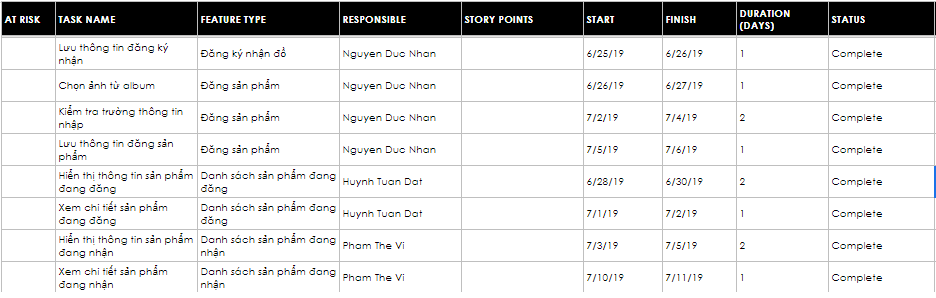 AT RISK TASK NAME FEATURE TYPE RESPONSIBLE STORY POINTS START FINISH DURATION (DAYS) STATUS
Lưu thông tin đăng ký nhận Đăng ký nhận đồ Nguyen Duc Nhan 6/25/19 6/26/19 1 Complete
Chọn ảnh từ album Đăng sản phẩm Nguyen Duc Nhan 6/26/19 6/27/19 1 Complete
Kiểm tra trường thông tin nhập Đăng sản phẩm Nguyen Duc Nhan 7/2/19 7/4/19 2 Complete
Lưu thông tin đăng sản phẩm Đăng sản phẩm Nguyen Duc Nhan 7/5/19 7/6/19 1 Complete
Hiển thị thông tin sản phẩm đang đăng Danh sách sản phẩm đang đăng Huynh Tuan Dat 6/28/19 6/30/19 2 Complete
Xem chi tiết sản phẩm đang đăng Danh sách sản phẩm đang đăng Huynh Tuan Dat 7/1/19 7/2/19 1 Complete
Hiển thị thông tin sản phẩm đang nhận Danh sách sản phẩm đang nhận Pham The Vi 7/3/19 7/5/19 2 Complete
Xem chi tiết sản phẩm đang nhận Danh sách sản phẩm đang nhận Pham The Vi 7/10/19 7/11/19 1 Complete